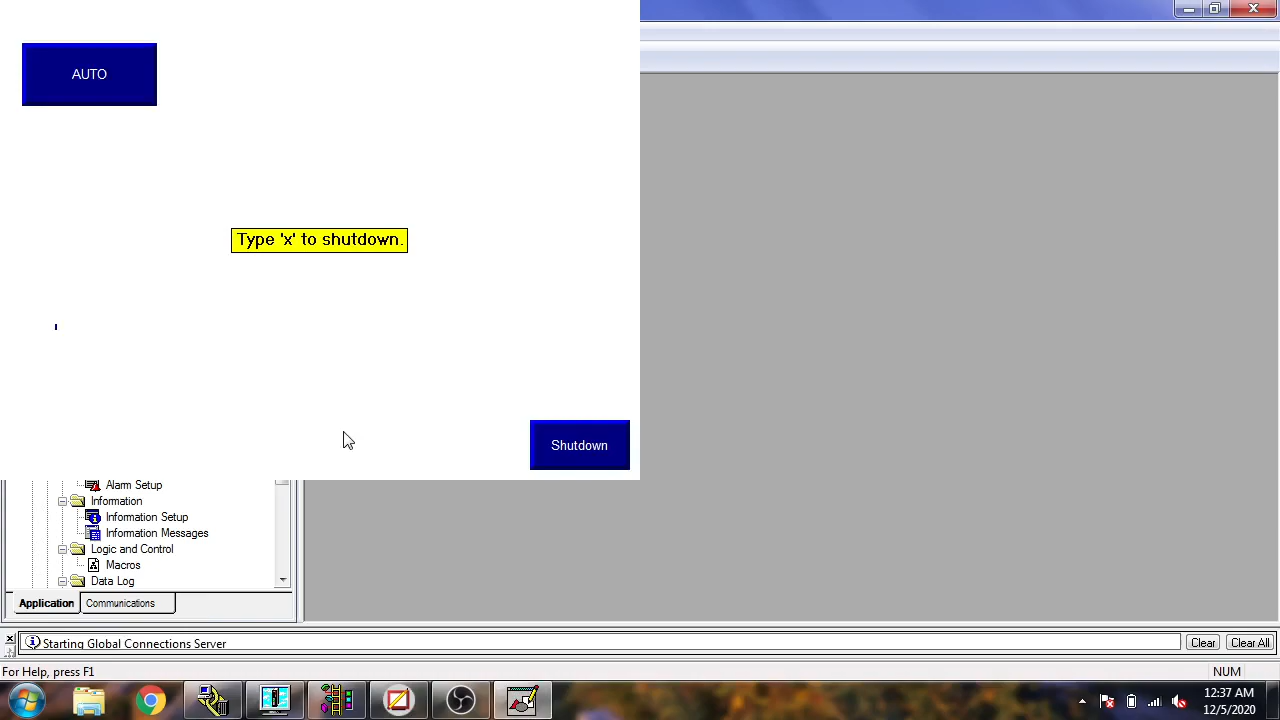 AUTO
Type 'x' to shutdown.
Shutdown
Alarm Setup
Information
Information Setup
Information Messages
Logic and Control
Macros
Data Log
Application
Communications
Starting Global Connections Server
Clear
Clear All
For Help, press F1
NUM
12:37 AM
12/5/2020